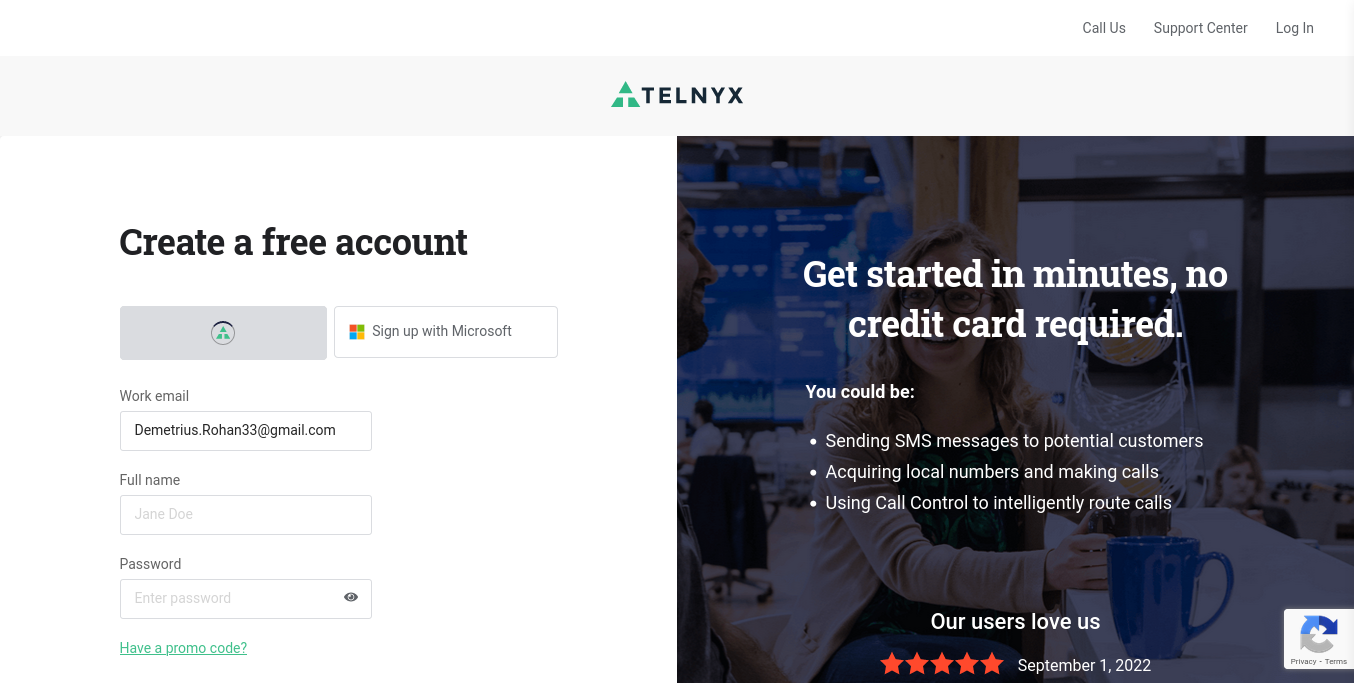 Call Us Support Center Log In
TELNYX
Create a free account
Sign up with Microsoft
Work email
Demetrius.Rohan33@gmail.com
Full name
Jane Doe
Password
Enter password
Have a promo code?
Get started in minutes, no
credit card required.
You could be:
• Sending SMS messages to potential customers
• Acquiring local numbers and making calls
• Using Call Control to intelligently route calls
Our users love us
September 1, 2022
Privacy - Terms